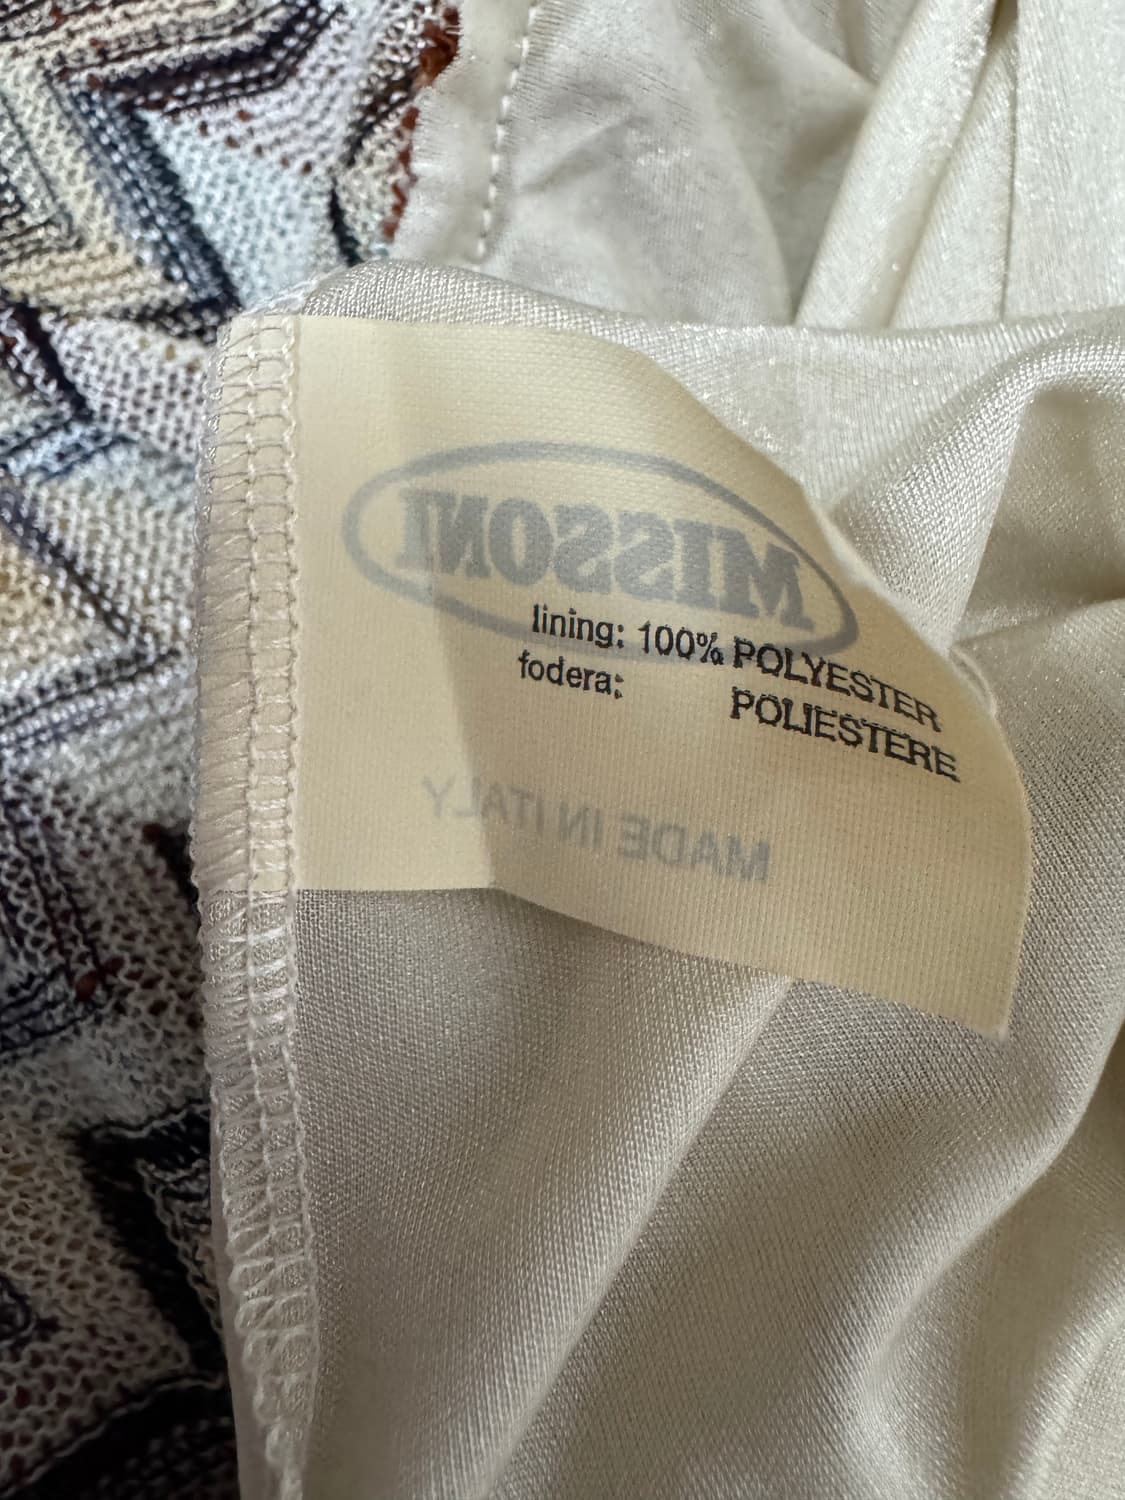 MISSONI
lining: 100% POLYESTER
fodera: POLIESTERE
MADE IN ITALY